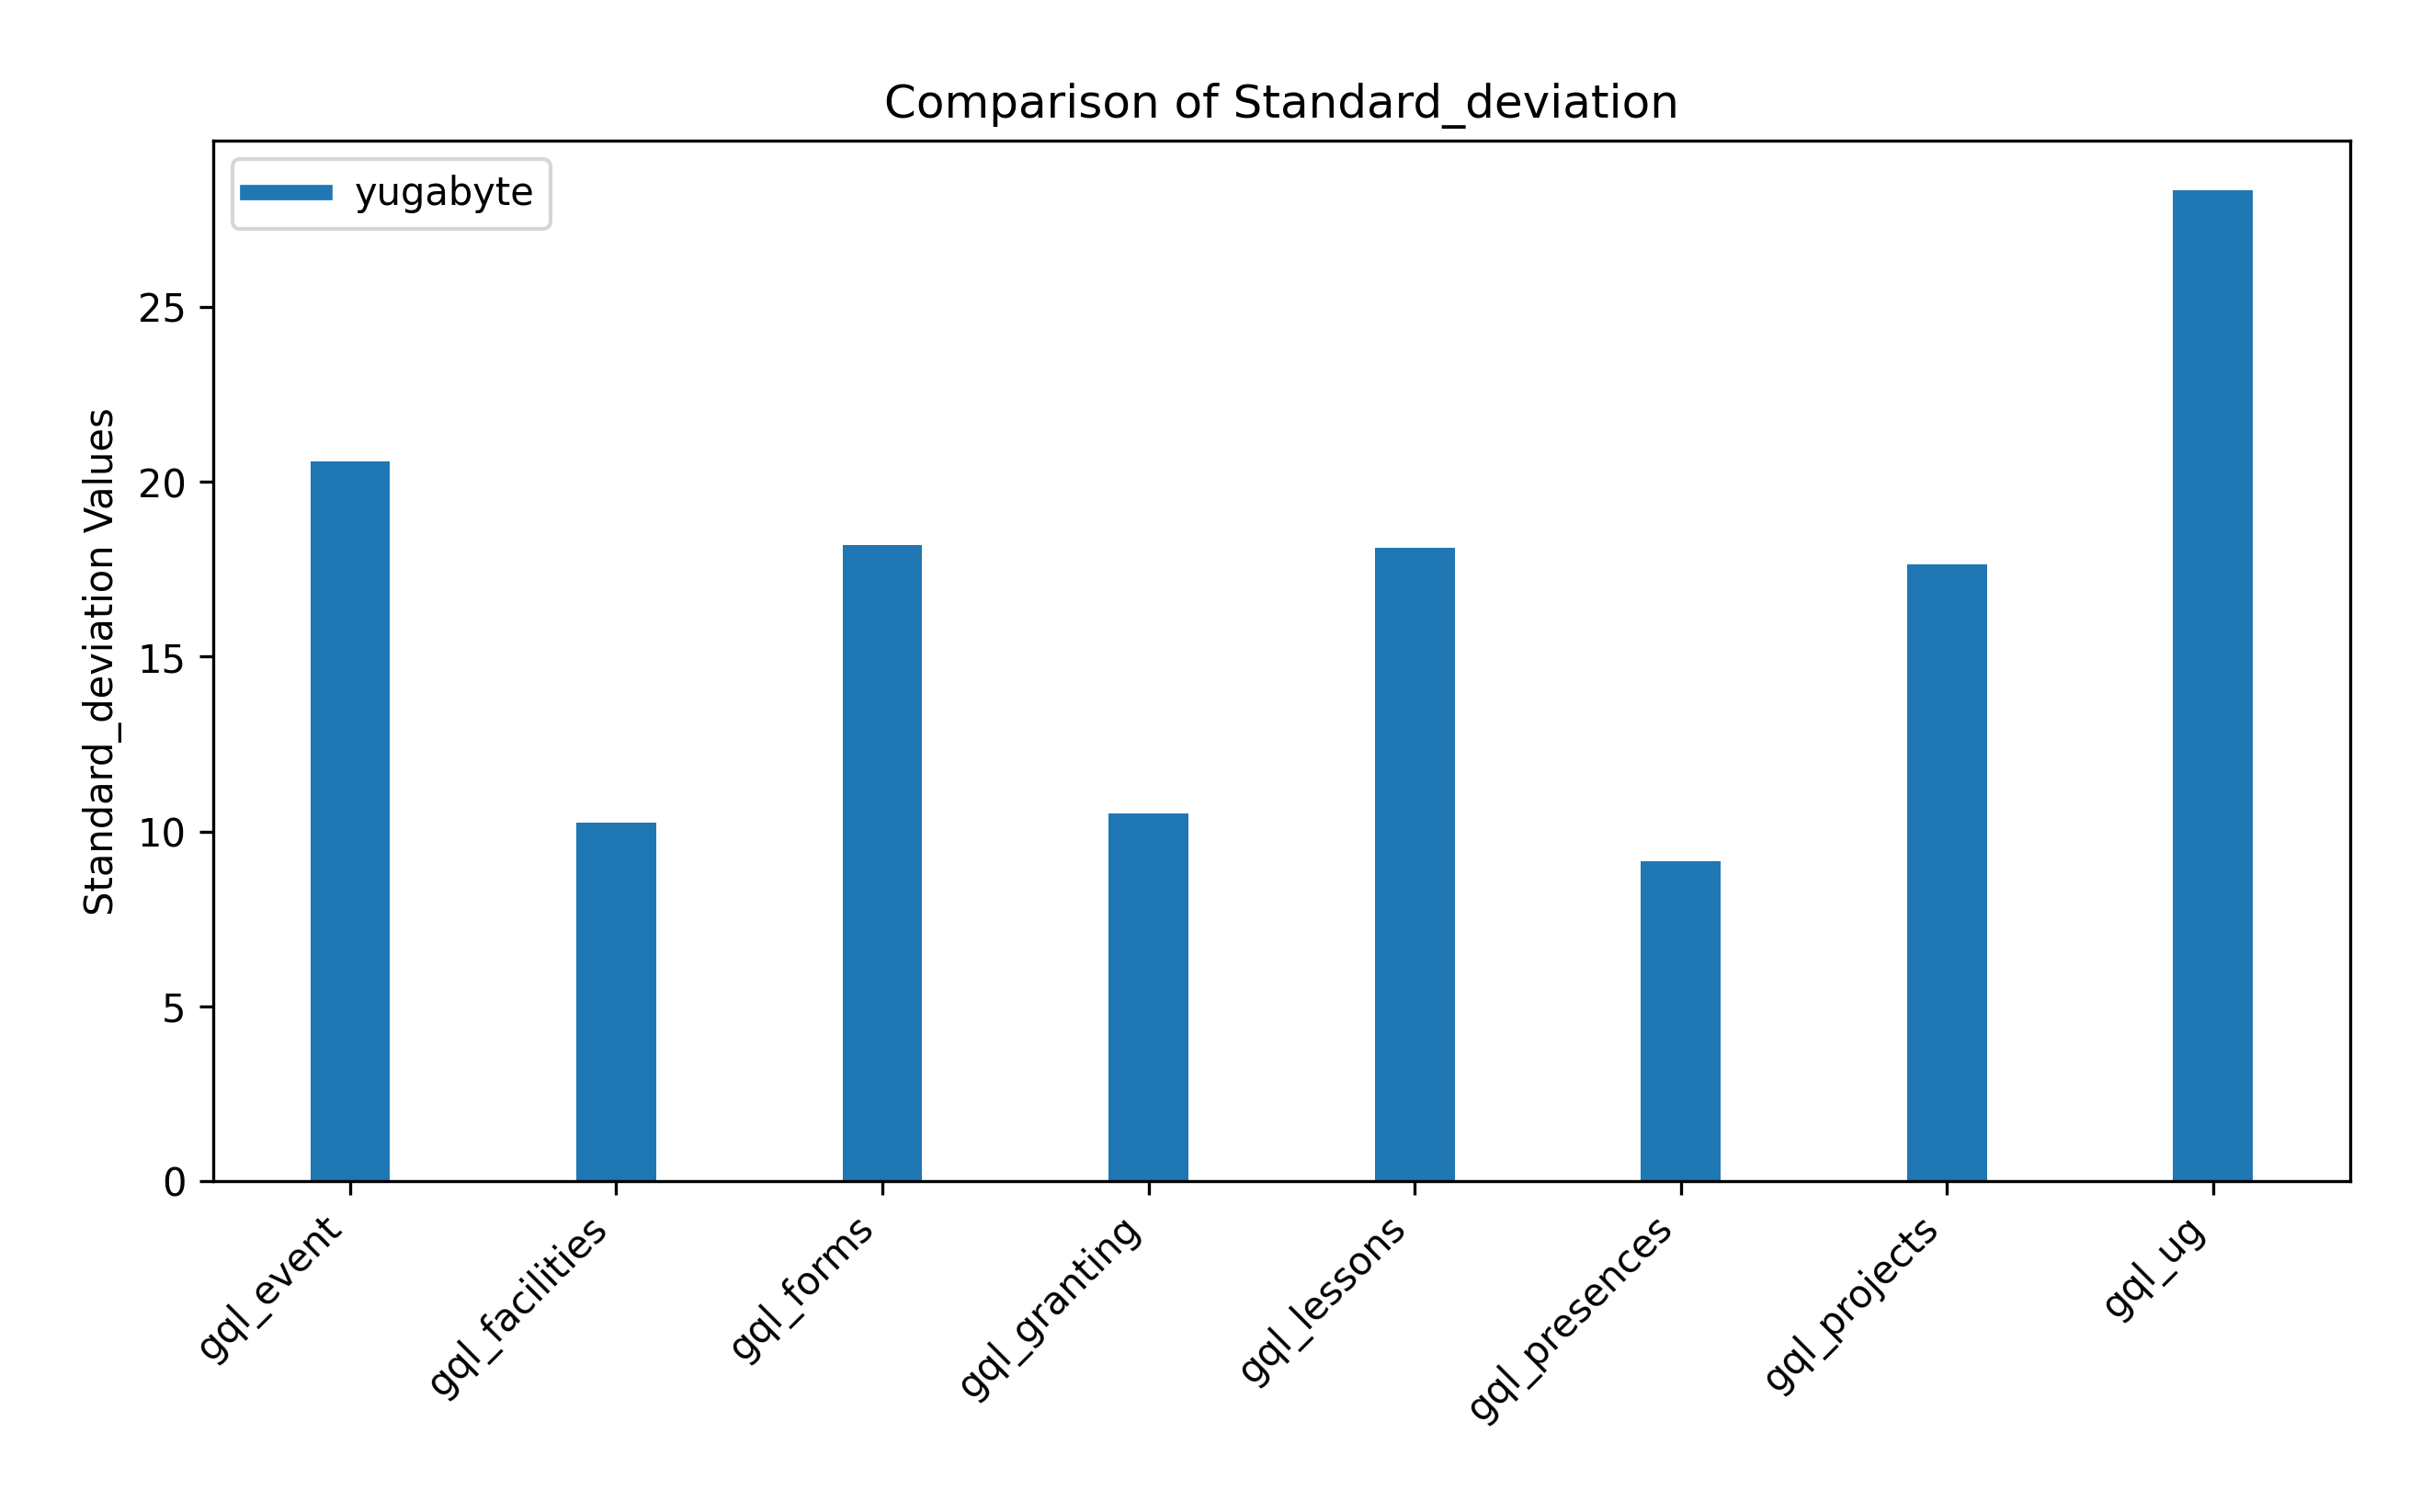 Comparison of Standard_deviation
yugabyte
Standard_deviation Values
25
20
15
10
5
0
gql_event
gql_facilities
gql_forms
gql_granting
gql_lessons
gql_presences
gql_projects
gql_ug